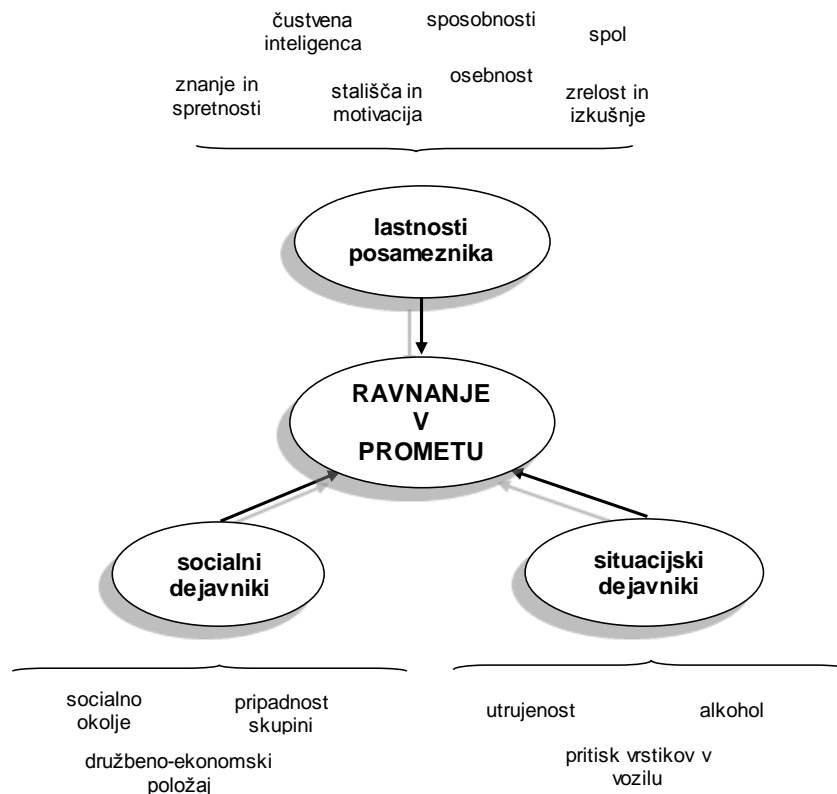 čustvena
inteligenca
sposobnosti
spol
znanje in
spretnosti
stališča in
motivacija
osebnost
zrelost in
izkušnje
lastnosti
posameznika
RAVNANJE
V
PROMETU
socialni
dejavniki
situacijski
dejavniki
socialno
okolje
pripadnost
skupini
družbeno-ekonomski
položaj
utrujenost
alkohol
pritisk vrstikov v
vozilu